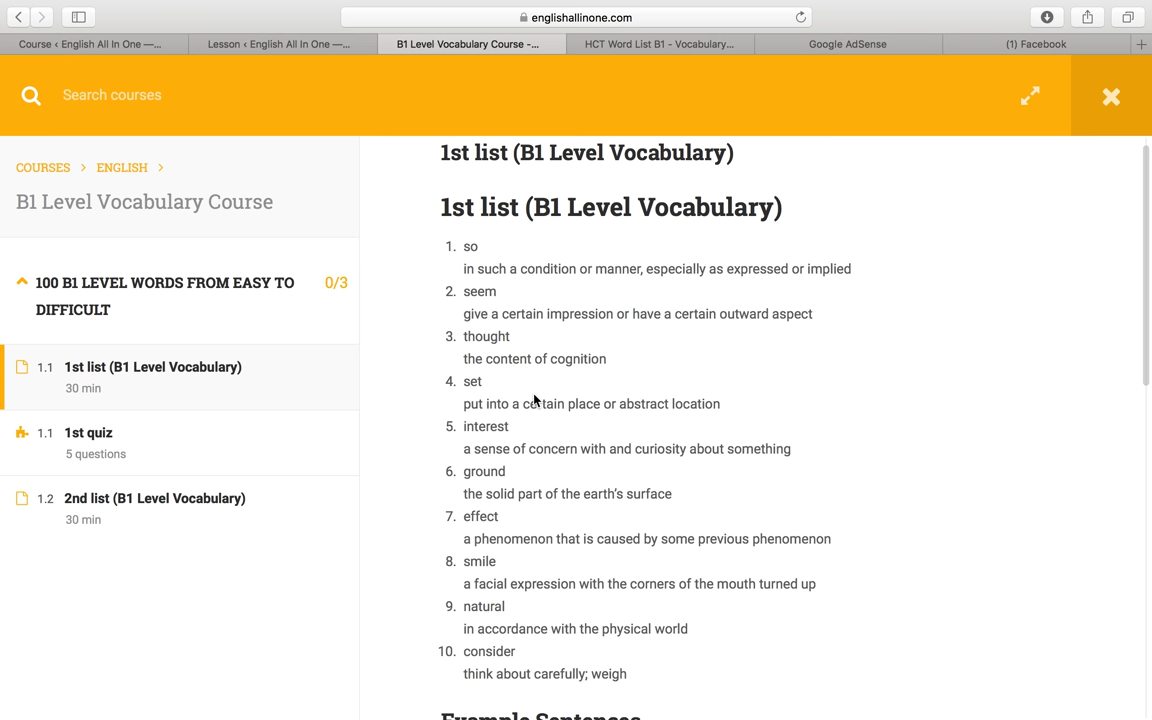 englishallinone.com
Course ‹ English All In One —...
Lesson ‹ English All In One —...
B1 Level Vocabulary Course -...
HCT Word List B1 - Vocabulary...
Google AdSense
(1) Facebook
Search courses
COURSES > ENGLISH >
B1 Level Vocabulary Course
100 B1 LEVEL WORDS FROM EASY TO 0/3
DIFFICULT
1.1 1st list (B1 Level Vocabulary)
30 min
1.1 1st quiz
5 questions
1.2 2nd list (B1 Level Vocabulary)
30 min
1st list (B1 Level Vocabulary)
1st list (B1 Level Vocabulary)
1. so
in such a condition or manner, especially as expressed or implied
2. seem
give a certain impression or have a certain outward aspect
3. thought
the content of cognition
4. set
put into a certain place or abstract location
5. interest
a sense of concern with and curiosity about something
6. ground
the solid part of the earth's surface
7. effect
a phenomenon that is caused by some previous phenomenon
8. smile
a facial expression with the corners of the mouth turned up
9. natural
in accordance with the physical world
10. consider
think about carefully; weigh
Example Sentences